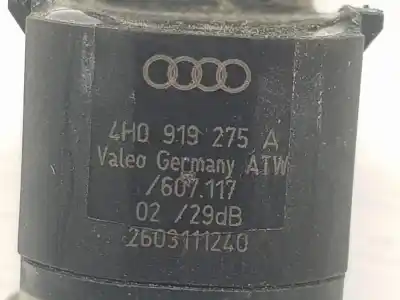 4H0 919 275 A
Valeo Germany ATW
/607.117
02 /29dB
2603111240